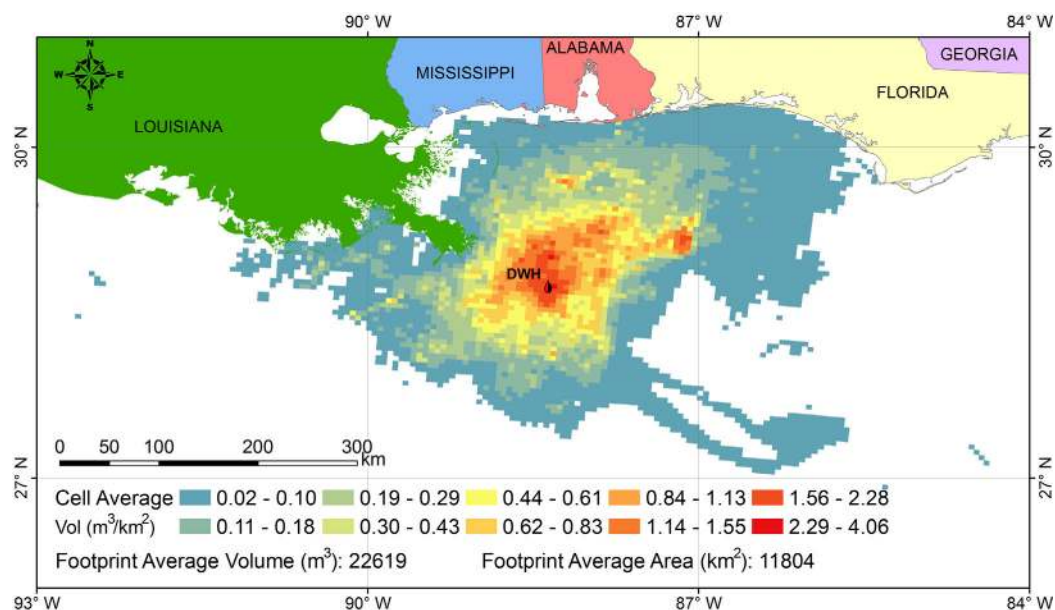 90° W 87° W 84° W
N
W E
S
ALABAMA
GEORGIA
MISSISSIPPI
FLORIDA
LOUISIANA
30° N 30° N
DWH
0 50 100 200 300
km
27° N 27° N
Cell Average 0.02 - 0.10 0.19 - 0.29 0.44 - 0.61 0.84 - 1.13 1.56 - 2.28
Vol (m³/km²) 0.11 - 0.18 0.30 - 0.43 0.62 - 0.83 1.14 - 1.55 2.29 - 4.06
Footprint Average Volume (m³): 22619 Footprint Average Area (km²): 11804
93° W 90° W 87° W 84° W